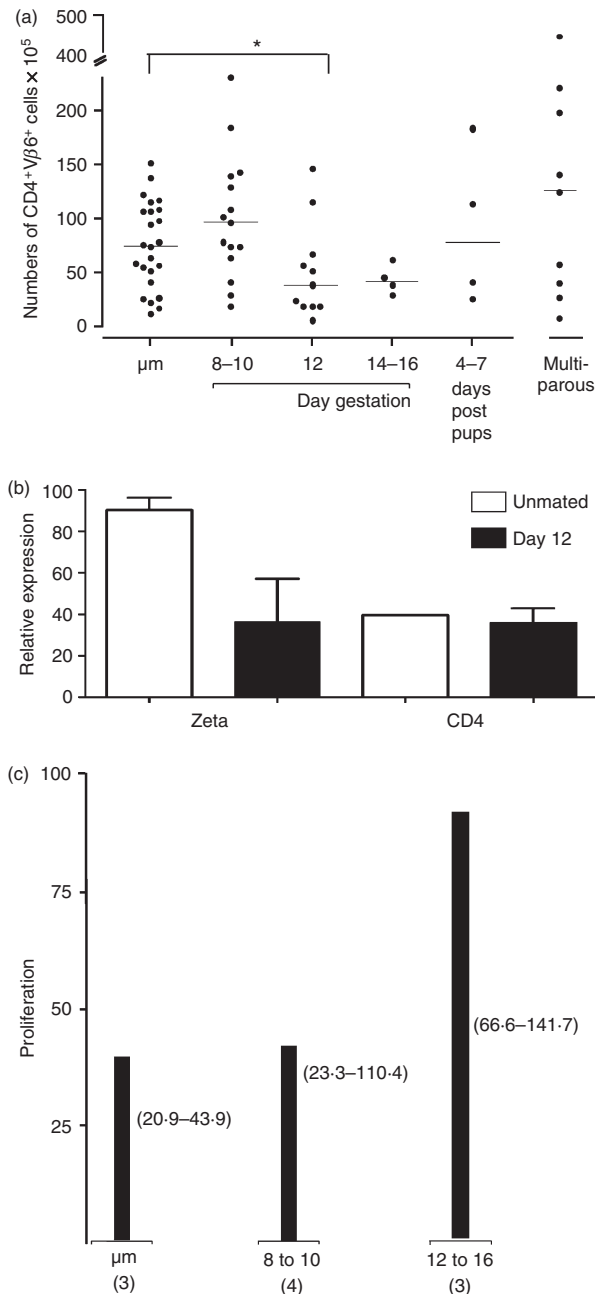 (a)
500
400
200
150
100
50
0
Numbers of CD4⁺Vβ6⁺ cells × 10⁵
*
µm
8–10
12
14–16
4–7
days
post
pups
Multi-
parous
Day gestation
(b)
100
80
60
40
20
0
Relative expression
Unmated
Day 12
Zeta
CD4
(c)
100
75
50
25
Proliferation
(20·9–43·9)
(23·3–110·4)
(66·6–141·7)
µm
8 to 10
12 to 16
(3)
(4)
(3)